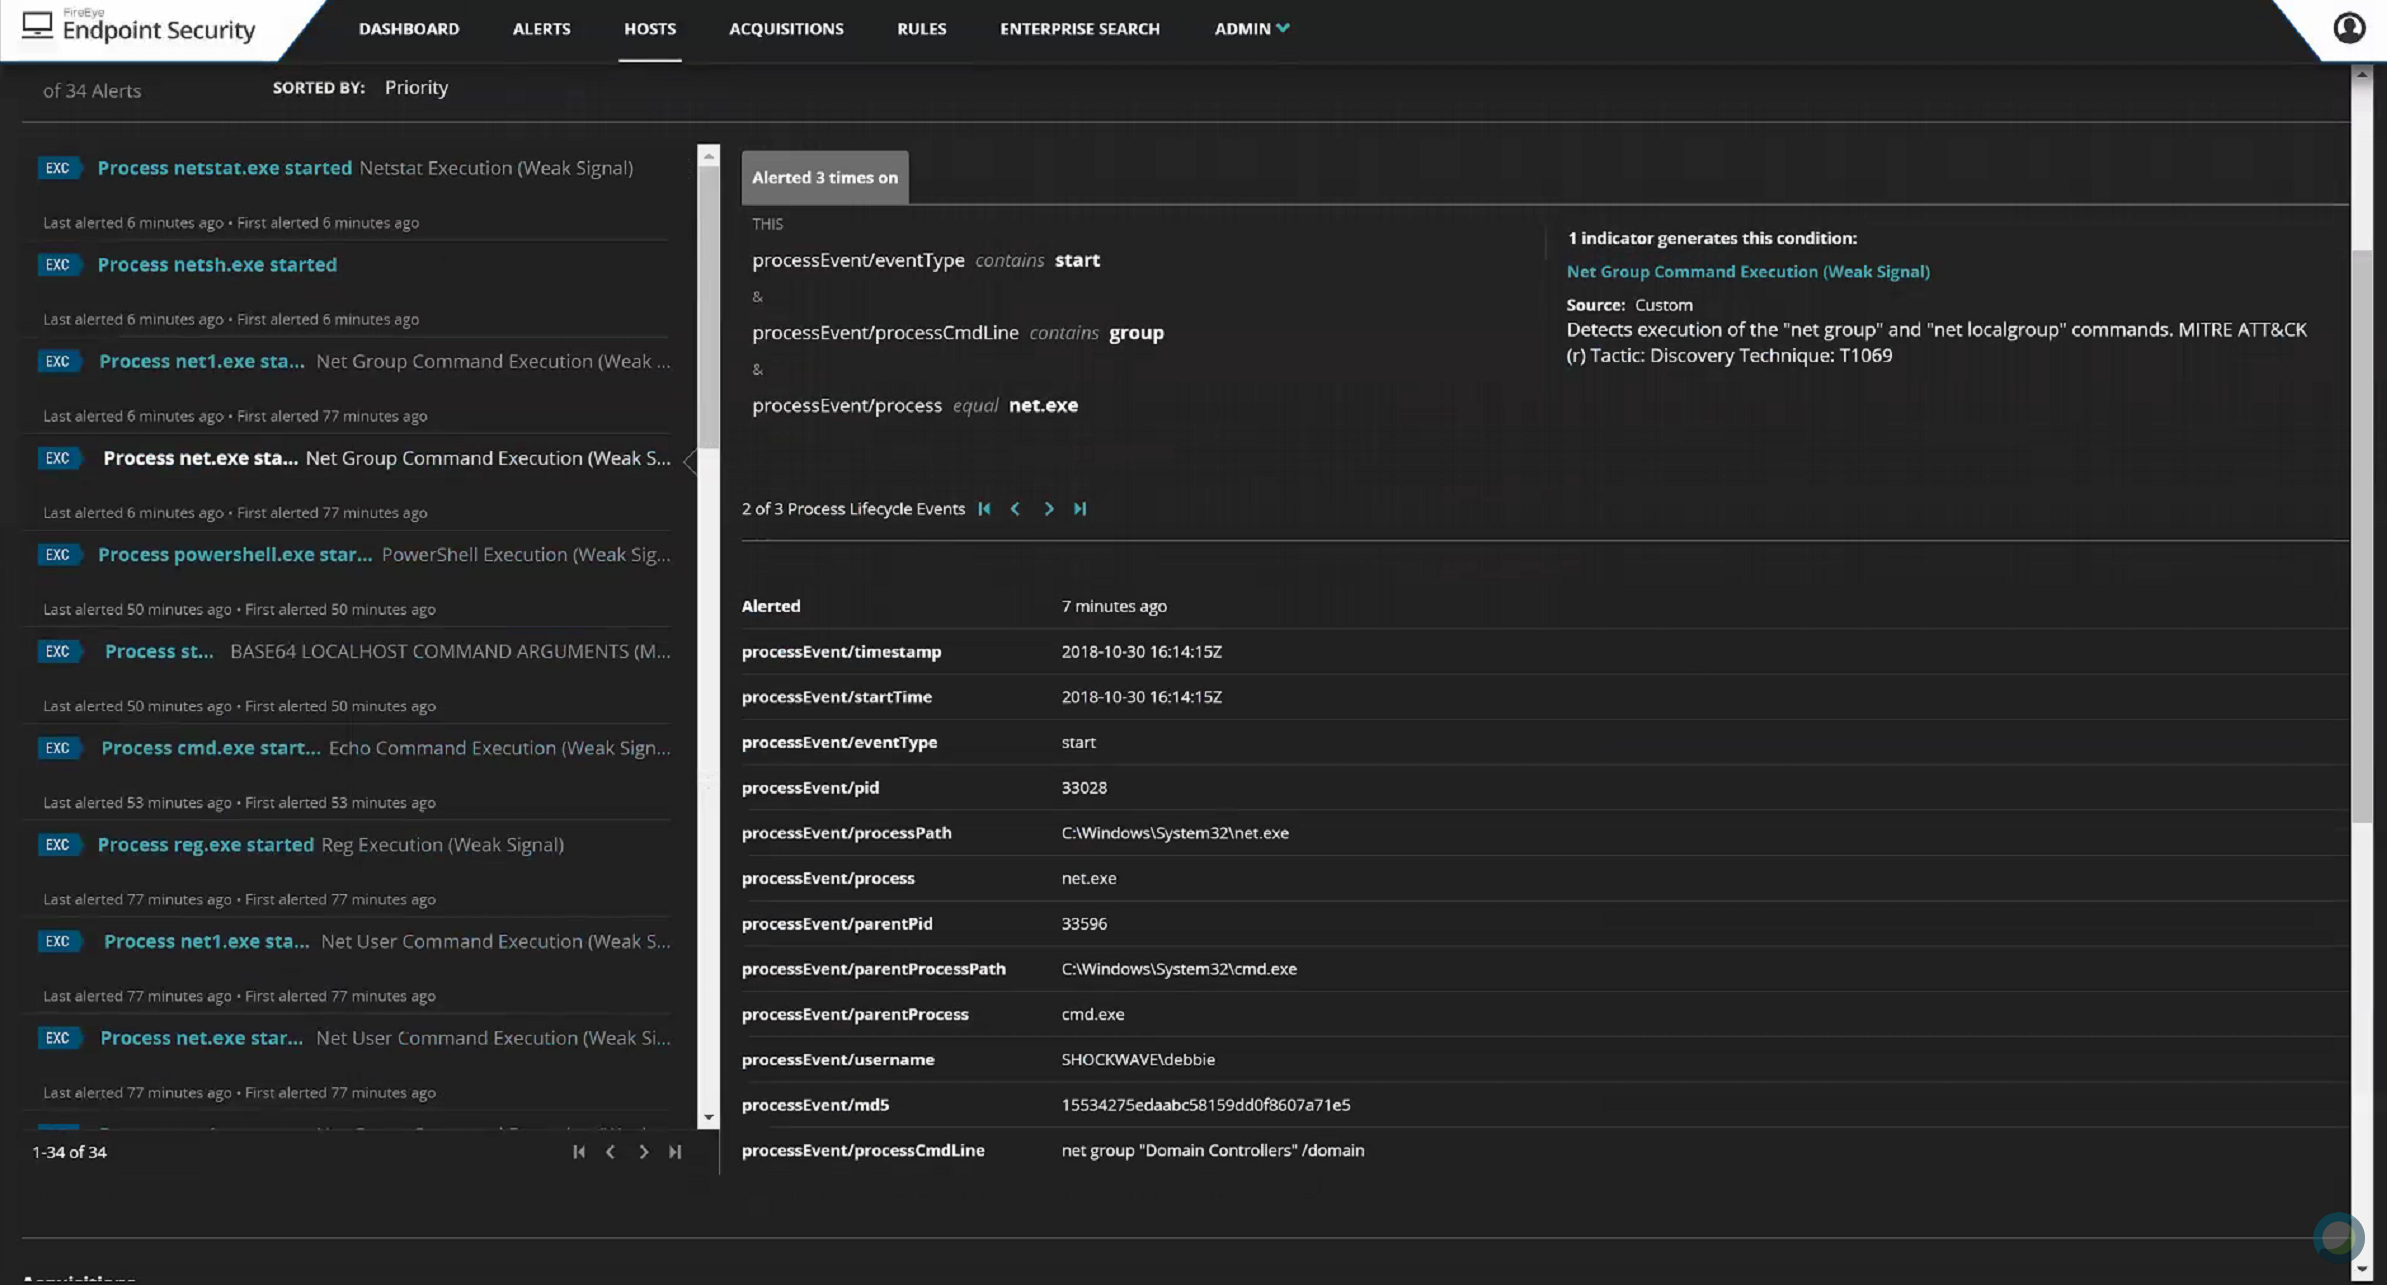 FireEye
Endpoint Security
DASHBOARD
ALERTS
HOSTS
ACQUISITIONS
RULES
ENTERPRISE SEARCH
ADMIN
of 34 Alerts
SORTED BY: Priority
EXC Process netstat.exe started Netstat Execution (Weak Signal)
Last alerted 6 minutes ago • First alerted 6 minutes ago
EXC Process netsh.exe started
Last alerted 6 minutes ago • First alerted 6 minutes ago
EXC Process net1.exe sta... Net Group Command Execution (Weak ...
Last alerted 6 minutes ago • First alerted 77 minutes ago
EXC Process net.exe sta... Net Group Command Execution (Weak S...
Last alerted 6 minutes ago • First alerted 77 minutes ago
EXC Process powershell.exe star... PowerShell Execution (Weak Sig...
Last alerted 50 minutes ago • First alerted 50 minutes ago
EXC Process st... BASE64 LOCALHOST COMMAND ARGUMENTS (M...
Last alerted 50 minutes ago • First alerted 50 minutes ago
EXC Process cmd.exe start... Echo Command Execution (Weak Sign...
Last alerted 53 minutes ago • First alerted 53 minutes ago
EXC Process reg.exe started Reg Execution (Weak Signal)
Last alerted 77 minutes ago • First alerted 77 minutes ago
EXC Process net1.exe sta... Net User Command Execution (Weak S...
Last alerted 77 minutes ago • First alerted 77 minutes ago
EXC Process net.exe star... Net User Command Execution (Weak Si...
Last alerted 77 minutes ago • First alerted 77 minutes ago
1-34 of 34
Alerted 3 times on
THIS
processEvent/eventType contains start
&
processEvent/processCmdLine contains group
&
processEvent/process equal net.exe
1 indicator generates this condition:
Net Group Command Execution (Weak Signal)
Source: Custom
Detects execution of the "net group" and "net localgroup" commands. MITRE ATT&CK
(r) Tactic: Discovery Technique: T1069
2 of 3 Process Lifecycle Events
Alerted 7 minutes ago
processEvent/timestamp 2018-10-30 16:14:15Z
processEvent/startTime 2018-10-30 16:14:15Z
processEvent/eventType start
processEvent/pid 33028
processEvent/processPath C:\Windows\System32\net.exe
processEvent/process net.exe
processEvent/parentPid 33596
processEvent/parentProcessPath C:\Windows\System32\cmd.exe
processEvent/parentProcess cmd.exe
processEvent/username SHOCKWAVE\debbie
processEvent/md5 15534275edaabc58159dd0f8607a71e5
processEvent/processCmdLine net group "Domain Controllers" /domain